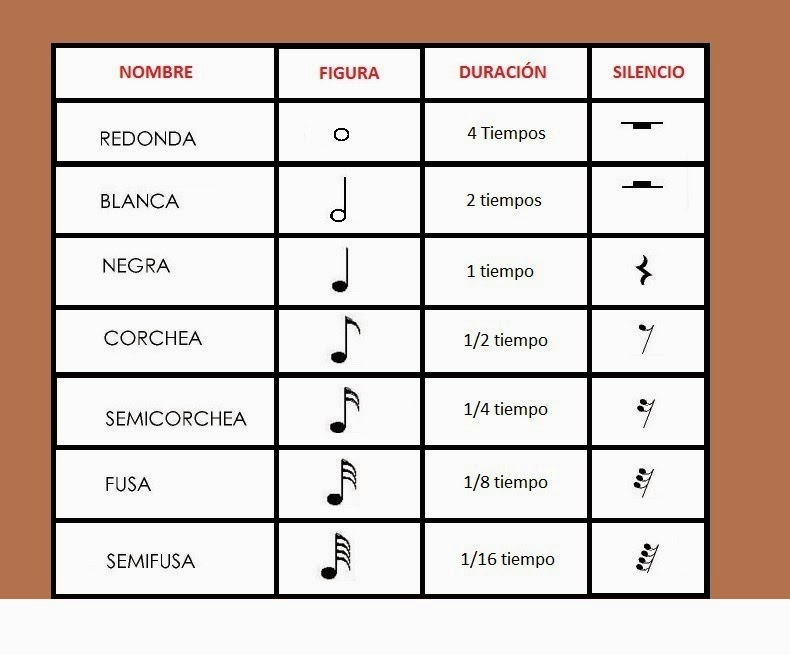 NOMBRE FIGURA DURACIÓN SILENCIO
REDONDA 4 Tiempos
BLANCA 2 tiempos
NEGRA 1 tiempo
CORCHEA 1/2 tiempo
SEMICORCHEA 1/4 tiempo
FUSA 1/8 tiempo
SEMIFUSA 1/16 tiempo